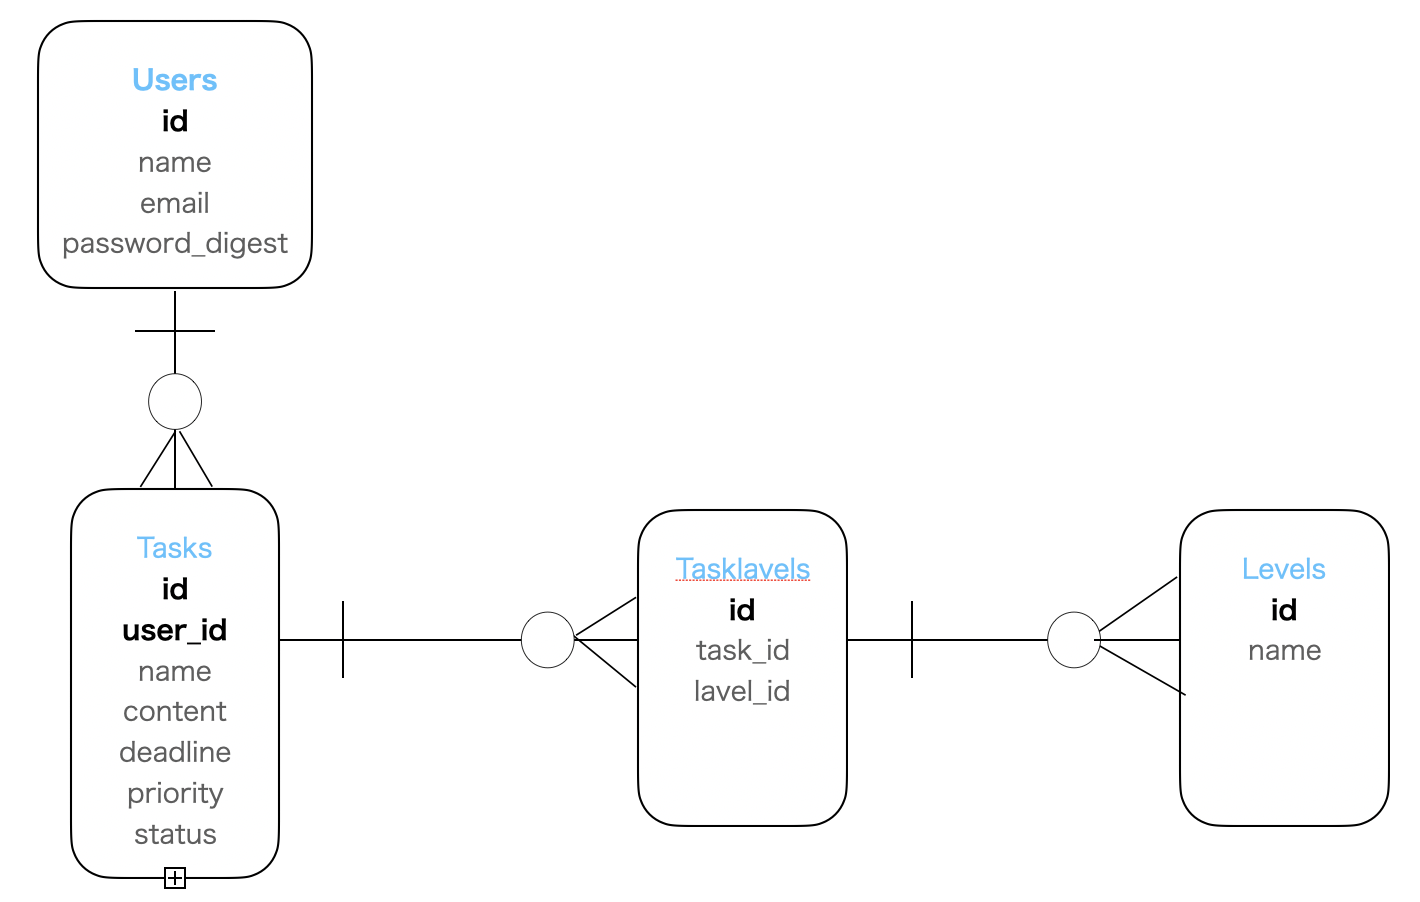 Users
id
name
email
password_digest
Tasks
id
user_id
name
content
deadline
priority
status
Tasklavels
id
task_id
lavel_id
Levels
id
name